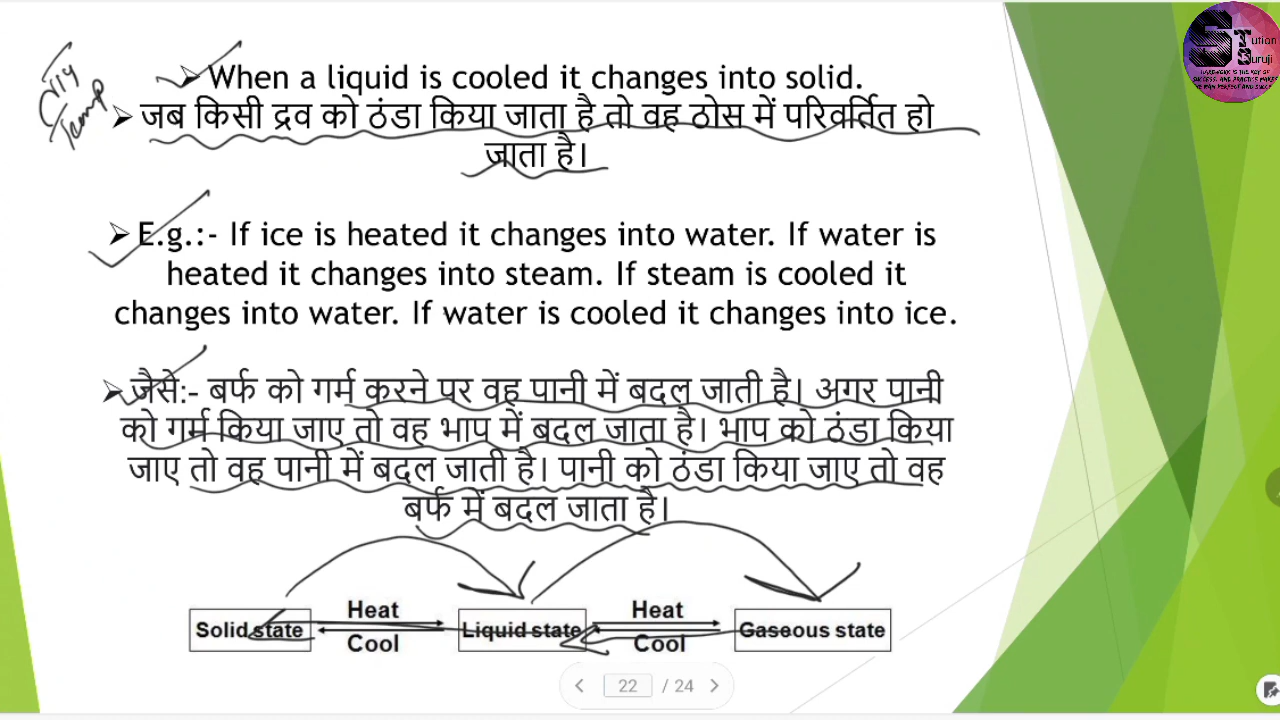 When a liquid is cooled it changes into solid.
जब किसी द्रव को ठंडा किया जाता है तो वह ठोस में परिवर्तित हो
जाता है।
E.g.:- If ice is heated it changes into water. If water is
heated it changes into steam. If steam is cooled it
changes into water. If water is cooled it changes into ice.
जैसे:- बर्फ को गर्म करने पर वह पानी में बदल जाती है। अगर पानी
को गर्म किया जाए तो वह भाप में बदल जाता है। भाप को ठंडा किया
जाए तो वह पानी में बदल जाती है। पानी को ठंडा किया जाए तो वह
बर्फ में बदल जाता है।
Solid state Heat Cool Liquid state Heat Cool Gaseous state
22 / 24
Temp
STution
Guruji